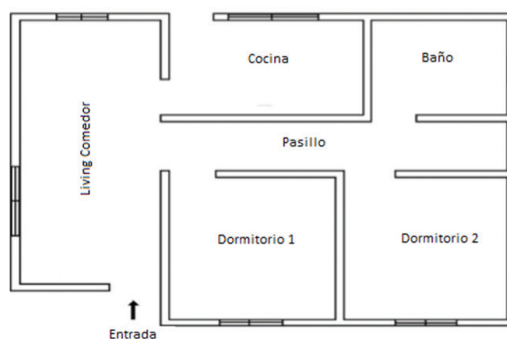 Cocina
Baño
Living Comedor
Pasillo
Dormitorio 1
Dormitorio 2
Entrada